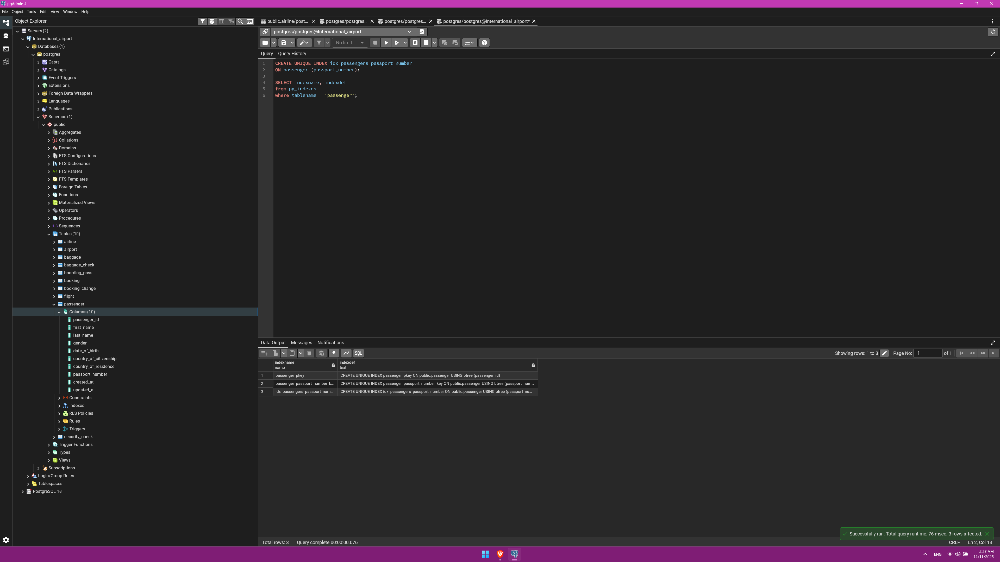 pgAdmin 4
File Object Tools Edit View Window Help
Object Explorer
Servers (2)
International_airport
Databases (1)
postgres
Casts
Catalogs
Event Triggers
Extensions
Foreign Data Wrappers
Languages
Publications
Schemas (1)
public
Aggregates
Collations
Domains
FTS Configurations
FTS Dictionaries
Aa FTS Parsers
FTS Templates
Foreign Tables
Functions
Materialized Views
Operators
Procedures
1..3 Sequences
Tables (10)
airline
airport
baggage
baggage_check
boarding_pass
booking
booking_change
flight
passenger
Columns (10)
passenger_id
first_name
last_name
gender
date_of_birth
country_of_citizenship
country_of_residence
passport_number
created_at
updated_at
Constraints
Indexes
RLS Policies
Rules
Triggers
security_check
Trigger Functions
Types
Views
Subscriptions
Login/Group Roles
Tablespaces
PostgreSQL 18
public.airline/post... postgres/postgres... postgres/postgres... postgres/postgres@International_airport*
postgres/postgres@International_airport
No limit
E
Query Query History
1 CREATE UNIQUE INDEX idx_passengers_passport_number
2 ON passenger (passport_number);
3
4 SELECT indexname, indexdef
5 from pg_indexes
6 where tablename = 'passenger';
Data Output Messages Notifications
SQL
Showing rows: 1 to 3 Page No: 1 of 1
indexname indexdef
name text
1 passenger_pkey CREATE UNIQUE INDEX passenger_pkey ON public.passenger USING btree (passenger_id)
2 passenger_passport_number_k... CREATE UNIQUE INDEX passenger_passport_number_key ON public.passenger USING btree (passport_num...
3 idx_passengers_passport_num... CREATE UNIQUE INDEX idx_passengers_passport_number ON public.passenger USING btree (passport_nu...
Successfully run. Total query runtime: 76 msec. 3 rows affected.
Total rows: 3 Query complete 00:00:00.076 CRLF Ln 2, Col 13
ENG
5:57 AM
11/11/2025